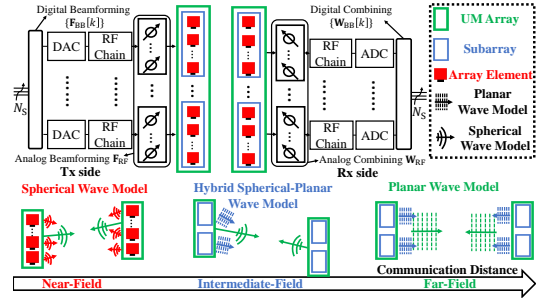 Digital Beamforming
{F_BB[k]}
DAC
RF
Chain
N_S
DAC
RF
Chain
Analog Beamforming F_RF
Tx side
Digital Combining
{W_BB[k]}
RF
Chain
ADC
N_S
RF
Chain
ADC
Analog Combining W_RF
Rx side
UM Array
Subarray
Array Element
Planar
Wave Model
Spherical
Wave Model
Spherical Wave Model
Hybrid Spherical-Planar
Wave Model
Planar Wave Model
Communication Distance
Near-Field
Intermediate-Field
Far-Field